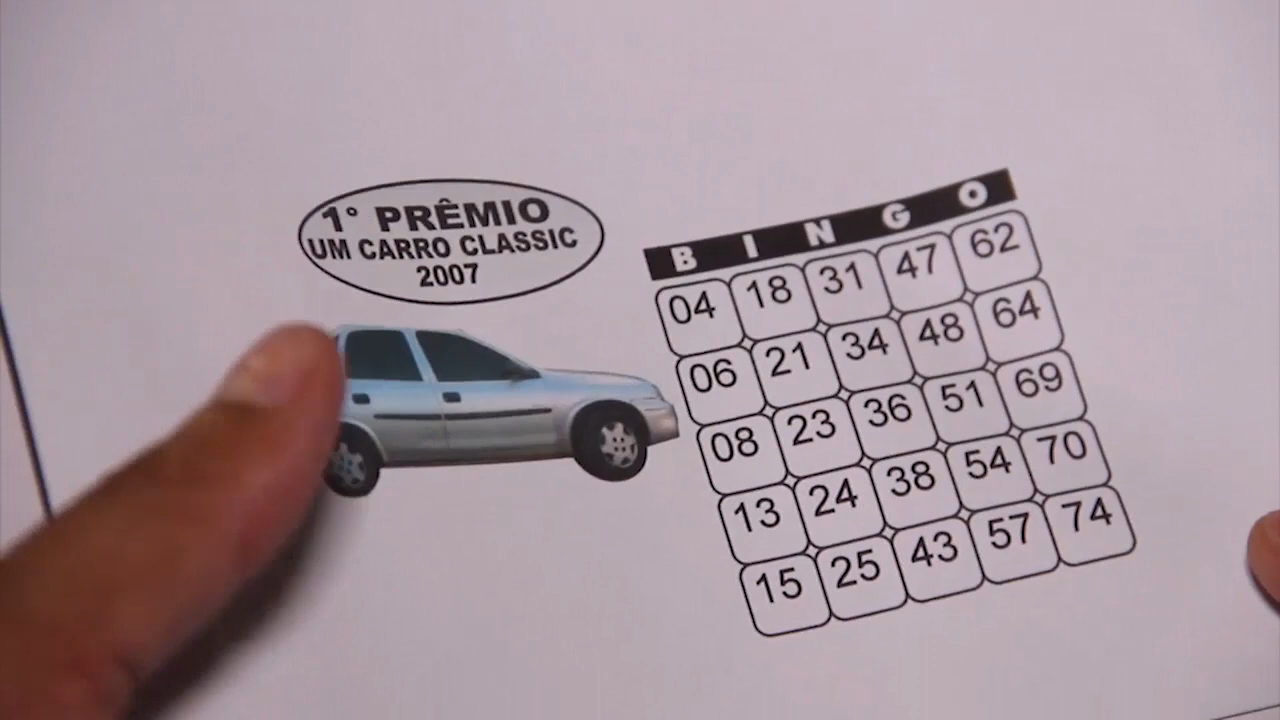 1° PRÊMIO
UM CARRO CLASSIC
2007
B I N G O
04 18 31 47 62
06 21 34 48 64
08 23 36 51 69
13 24 38 54 70
15 25 43 57 74